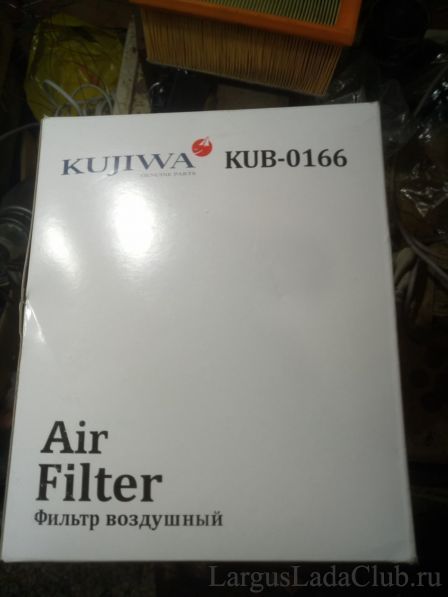 KUJIWA KUB-0166
GENUINE PARTS
Air
Filter
Фильтр воздушный
LargusLadaClub.ru